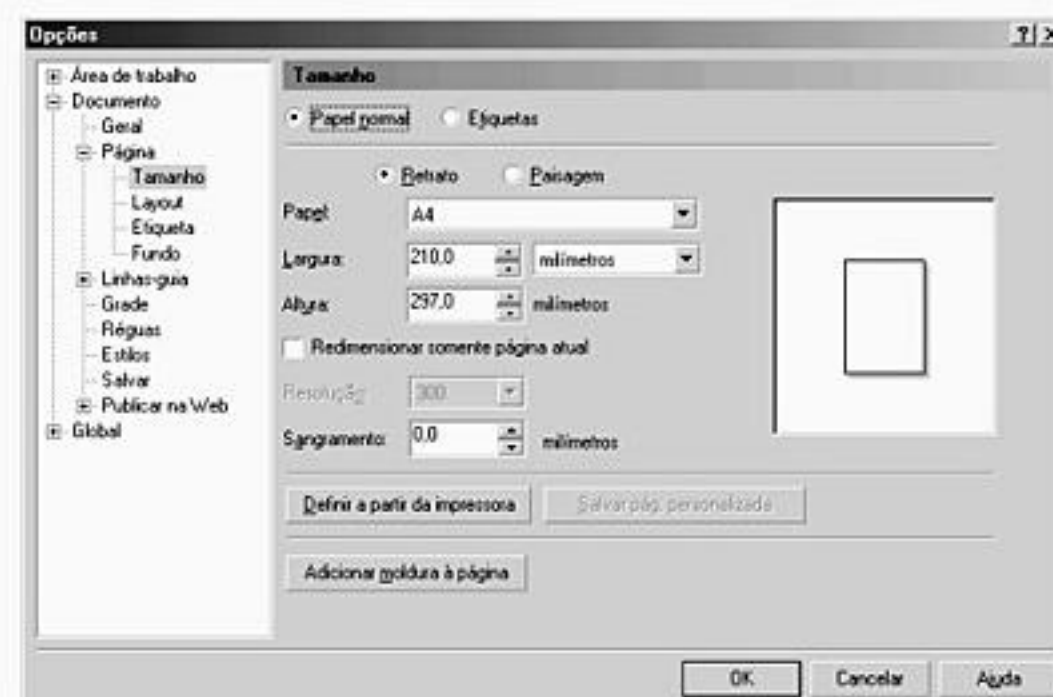 Opções
Área de trabalho
Documento
Geral
Página
Tamanho
Layout
Etiqueta
Fundo
Linhas-guia
Grade
Réguas
Estilos
Salvar
Publicar na Web
Global
Tamanho
Papel normal Etiquetas
Retrato Paisagem
Papel: A4
Largura: 210,0 milímetros
Altura: 297,0 milímetros
Redimensionar somente página atual
Resolução: 300
Sangramento: 0,0 milímetros
Definir a partir da impressora Salvar pág. personalizada
Adicionar moldura à página
OK Cancelar Ajuda